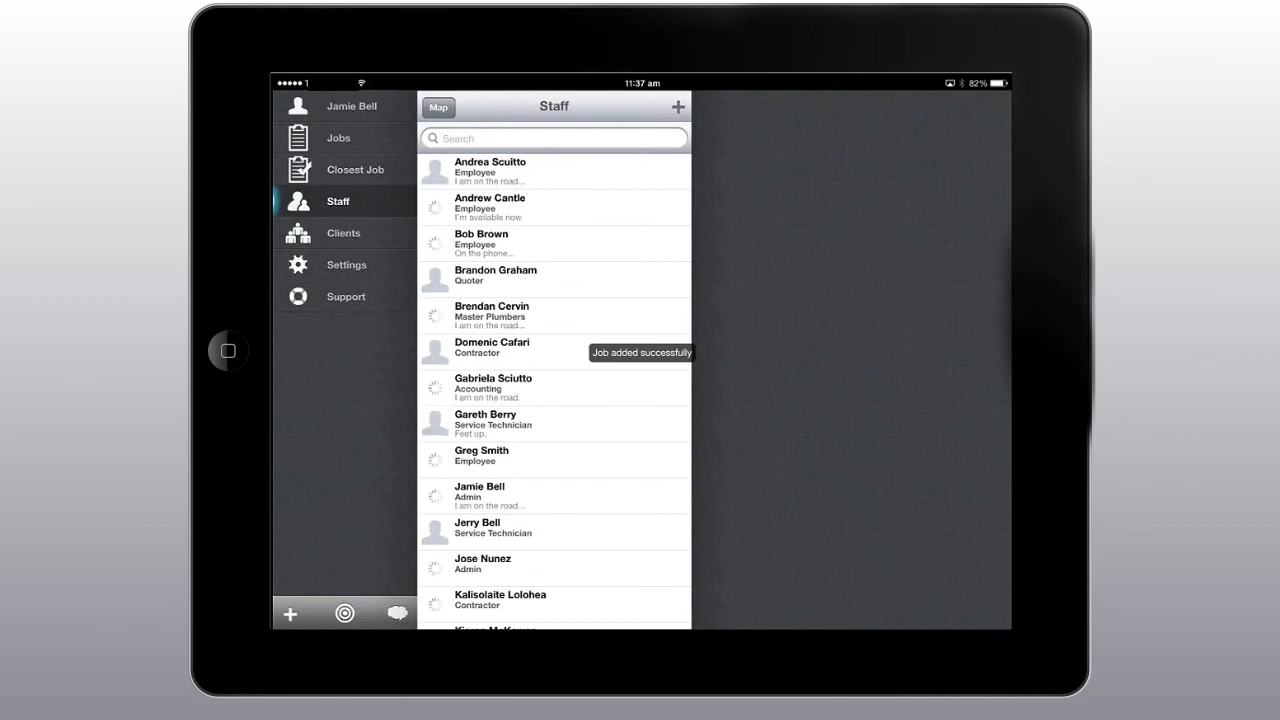 1
11:37 am
82%
Jamie Bell
Jobs
Closest Job
Staff
Clients
Settings
Support
Map
Staff
Search
Andrea Scuitto
Employee
I am on the road...
Andrew Cantle
Employee
I'm available now
Bob Brown
Employee
On the phone...
Brandon Graham
Quoter
Brendan Cervin
Master Plumbers
I am on the road...
Domenic Cafari
Contractor
Job added successfully
Gabriela Sciutto
Accounting
I am on the road.
Gareth Berry
Service Technician
Feet up,
Greg Smith
Employee
Jamie Bell
Admin
I am on the road...
Jerry Bell
Service Technician
Jose Nunez
Admin
Kalisolaite Lolohea
Contractor